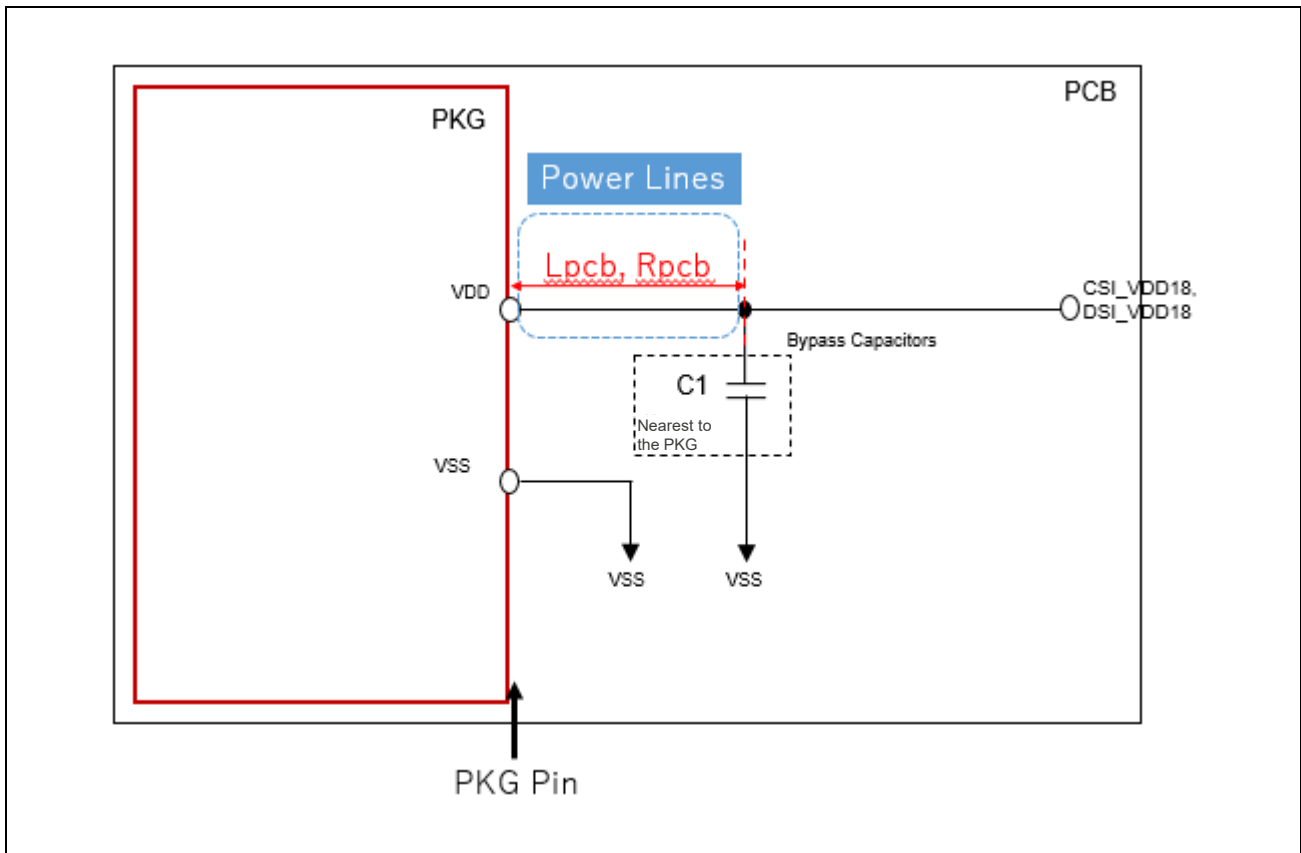 PCB
PKG
Power Lines
Lpcb, Rpcb
VDD
CSI_VDD18,
DSI_VDD18
Bypass Capacitors
C1
Nearest to
the PKG
VSS
VSS
VSS
PKG Pin